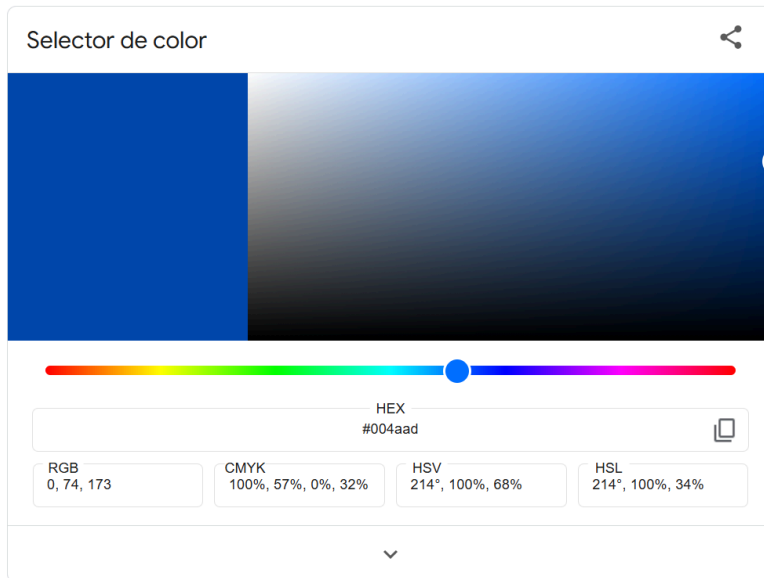 Selector de color
HEX
#004aad
RGB
0, 74, 173
CMYK
100%, 57%, 0%, 32%
HSV
214°, 100%, 68%
HSL
214°, 100%, 34%